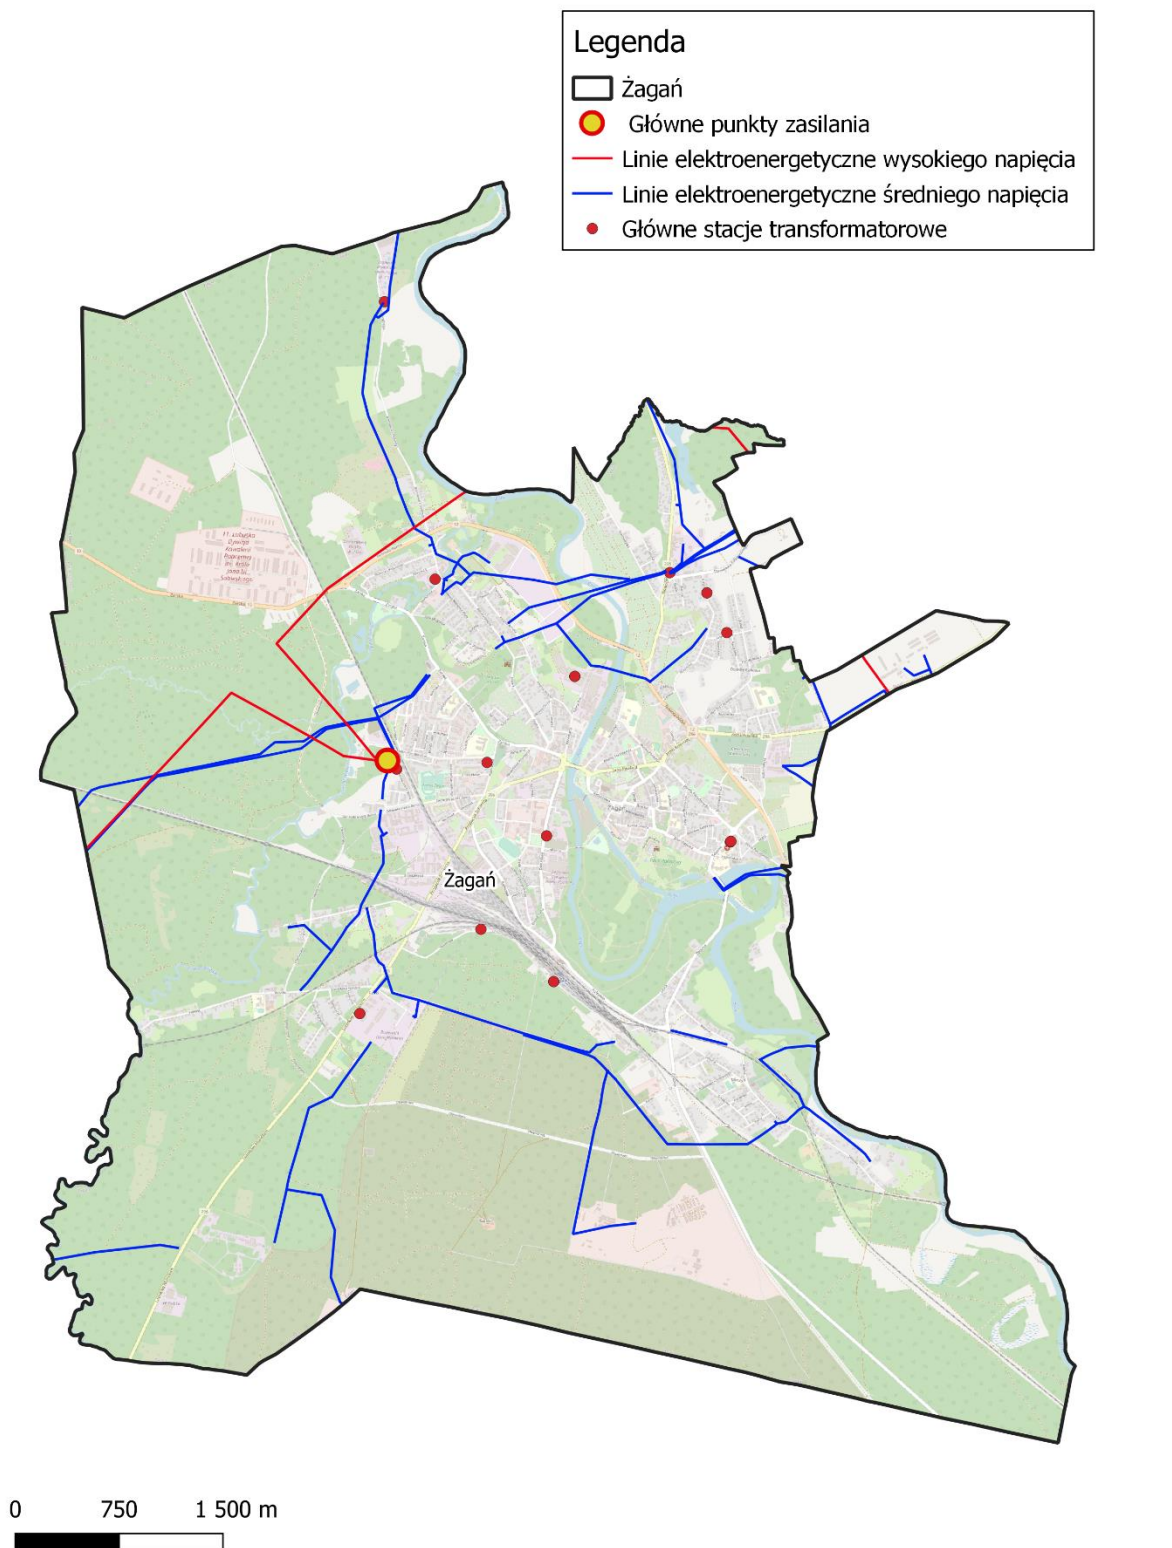 Legenda
Żagań
Główne punkty zasilania
Linie elektroenergetyczne wysokiego napięcia
Linie elektroenergetyczne średniego napięcia
Główne stacje transformatorowe
Żagań
0 750 1 500 m